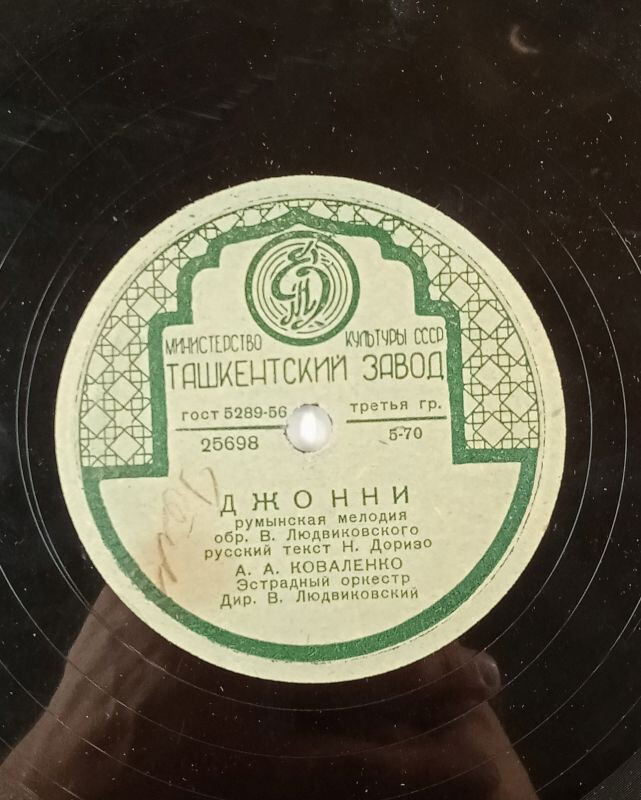 МИНИСТЕРСТВО КУЛЬТУРЫ СССР
ТАШКЕНТСКИЙ ЗАВОД
ГОСТ 5289-56 третья гр.
25698 5-70
ДЖОННИ
румынская мелодия
обр. В. Людвиковского
русский текст Н. Доризо
А. А. КОВАЛЕНКО
Эстрадный оркестр
Дир. В. Людвиковский